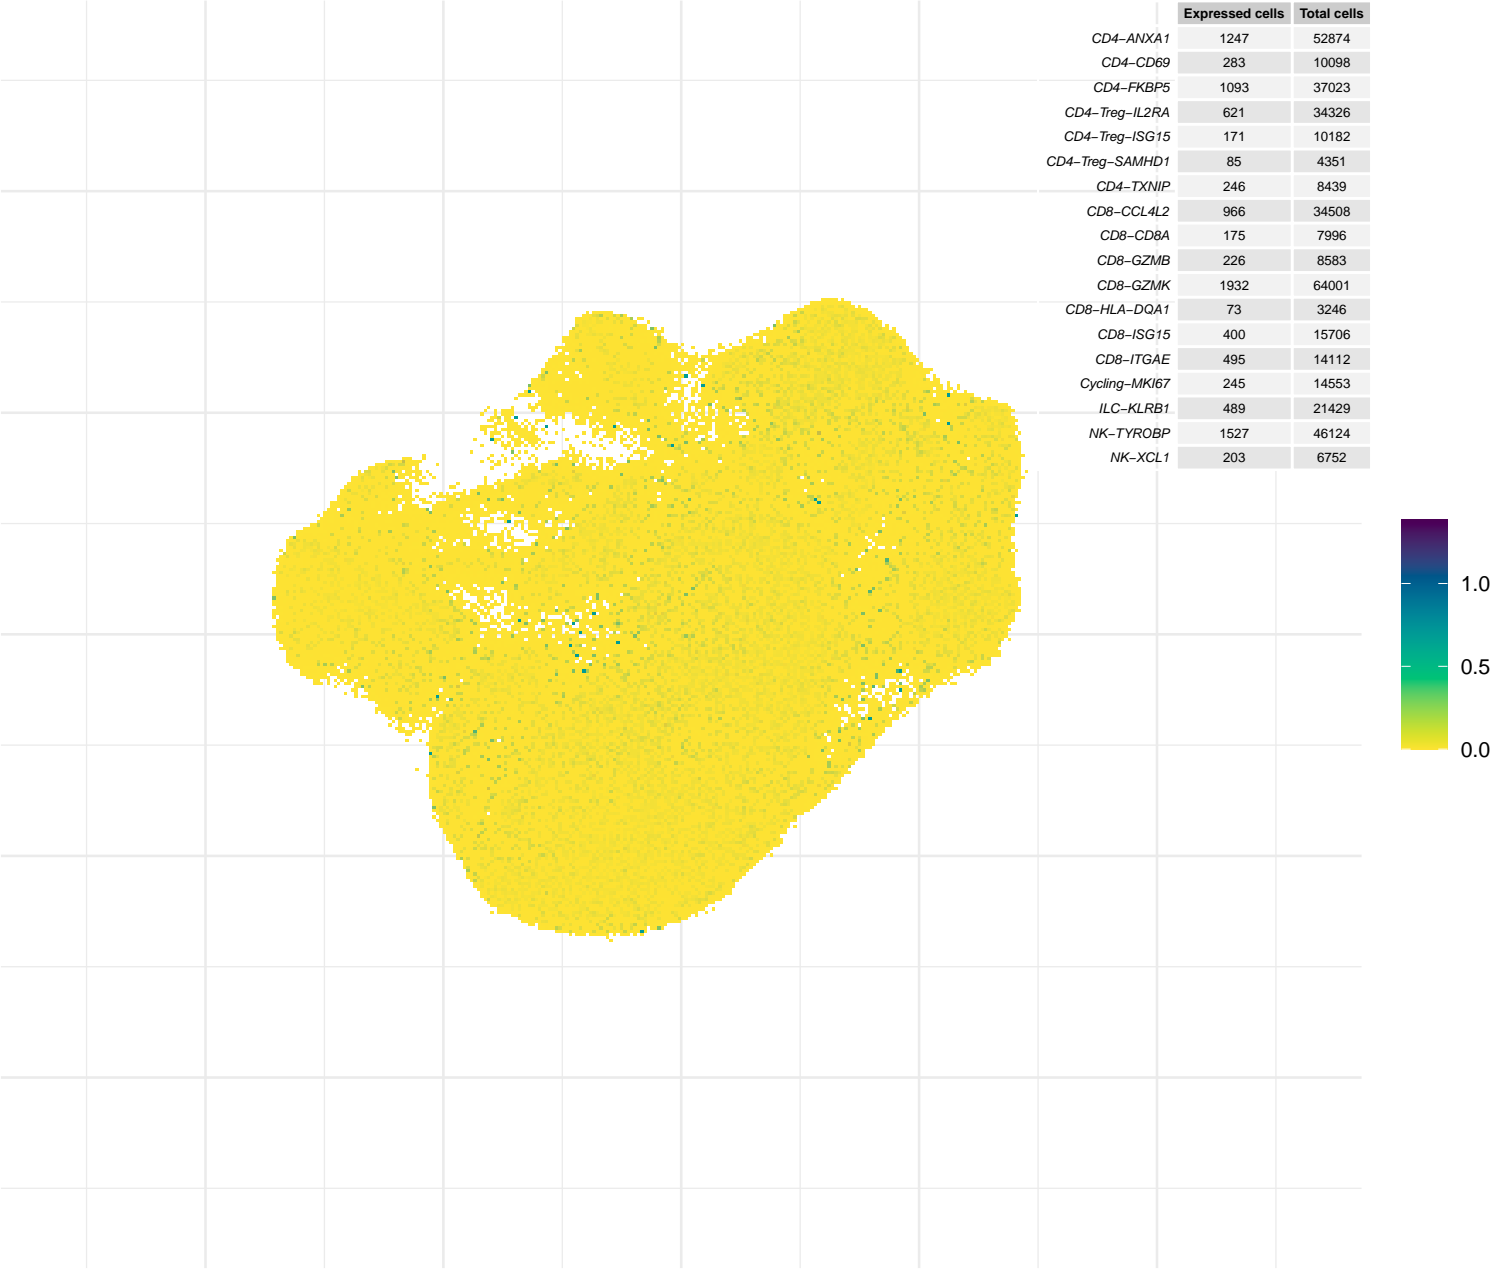 Expressed cells Total cells
CD4−ANXA1 1247 52874
CD4−CD69 283 10098
CD4−FKBP5 1093 37023
CD4−Treg−IL2RA 621 34326
CD4−Treg−ISG15 171 10182
CD4−Treg−SAMHD1 85 4351
CD4−TXNIP 246 8439
CD8−CCL4L2 966 34508
CD8−CD8A 175 7996
CD8−GZMB 226 8583
CD8−GZMK 1932 64001
CD8−HLA−DQA1 73 3246
CD8−ISG15 400 15706
CD8−ITGAE 495 14112
Cycling−MKI67 245 14553
ILC−KLRB1 489 21429
NK−TYROBP 1527 46124
NK−XCL1 203 6752
1.0
0.5
0.0